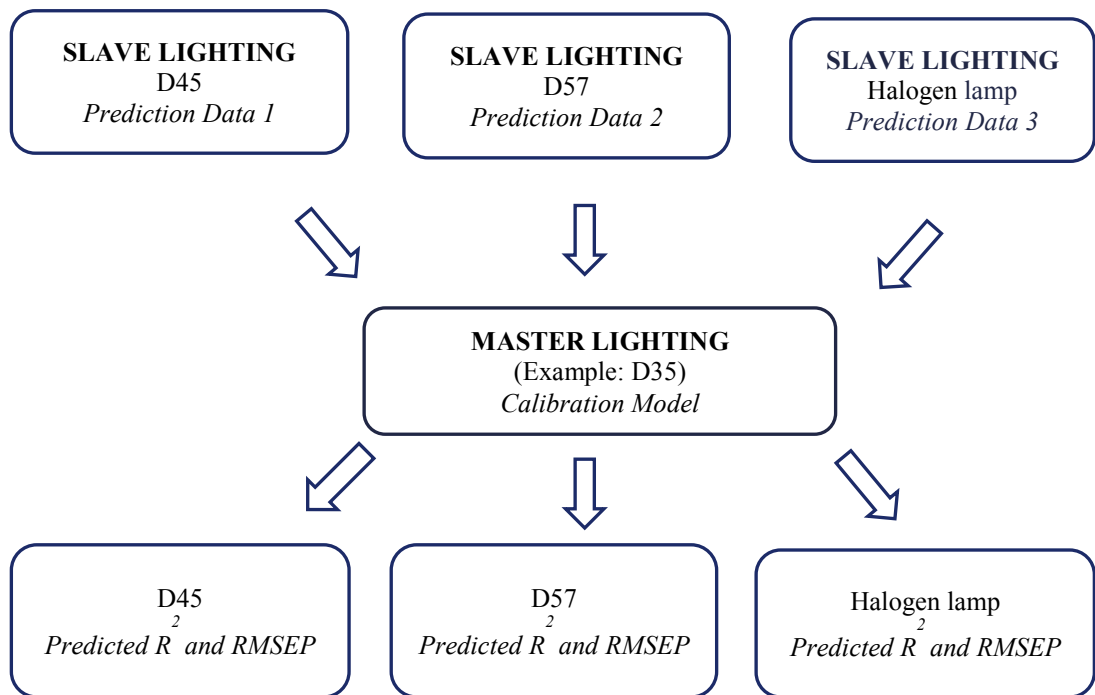 SLAVE LIGHTING
D45
Prediction Data 1
SLAVE LIGHTING
D57
Prediction Data 2
SLAVE LIGHTING
Halogen lamp
Prediction Data 3
MASTER LIGHTING
(Example: D35)
Calibration Model
D45
Predicted R² and RMSEP
D57
Predicted R² and RMSEP
Halogen lamp
Predicted R² and RMSEP